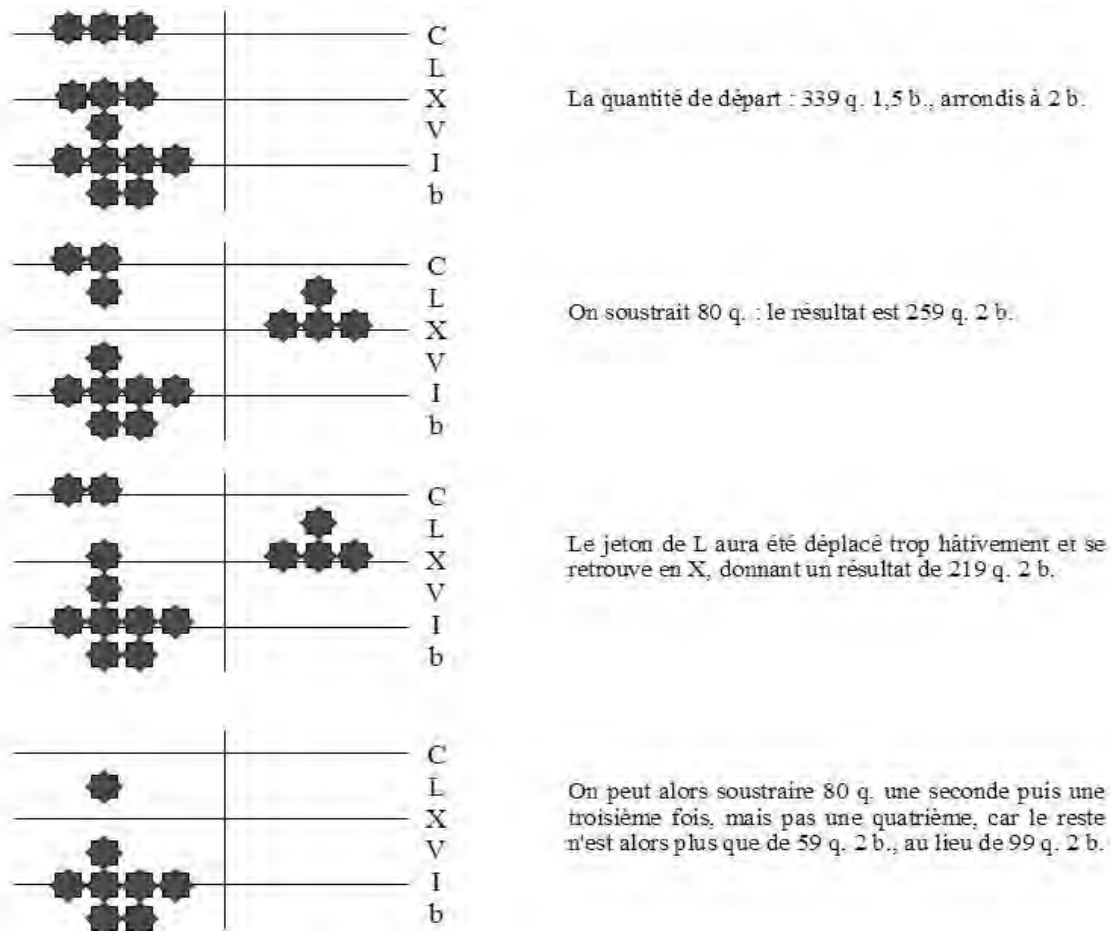 C
L
X
V
I
b
La quantité de départ : 339 q. 1,5 b., arrondis à 2 b.
C
L
X
V
I
b
On soustrait 80 q. : le résultat est 259 q. 2 b.
C
L
X
V
I
b
Le jeton de L aura été déplacé trop hâtivement et se
retrouve en X, donnant un résultat de 219 q. 2 b.
C
L
X
V
I
b
On peut alors soustraire 80 q. une seconde puis une
troisième fois, mais pas une quatrième, car le reste
n'est alors plus que de 59 q. 2 b., au lieu de 99 q. 2 b.